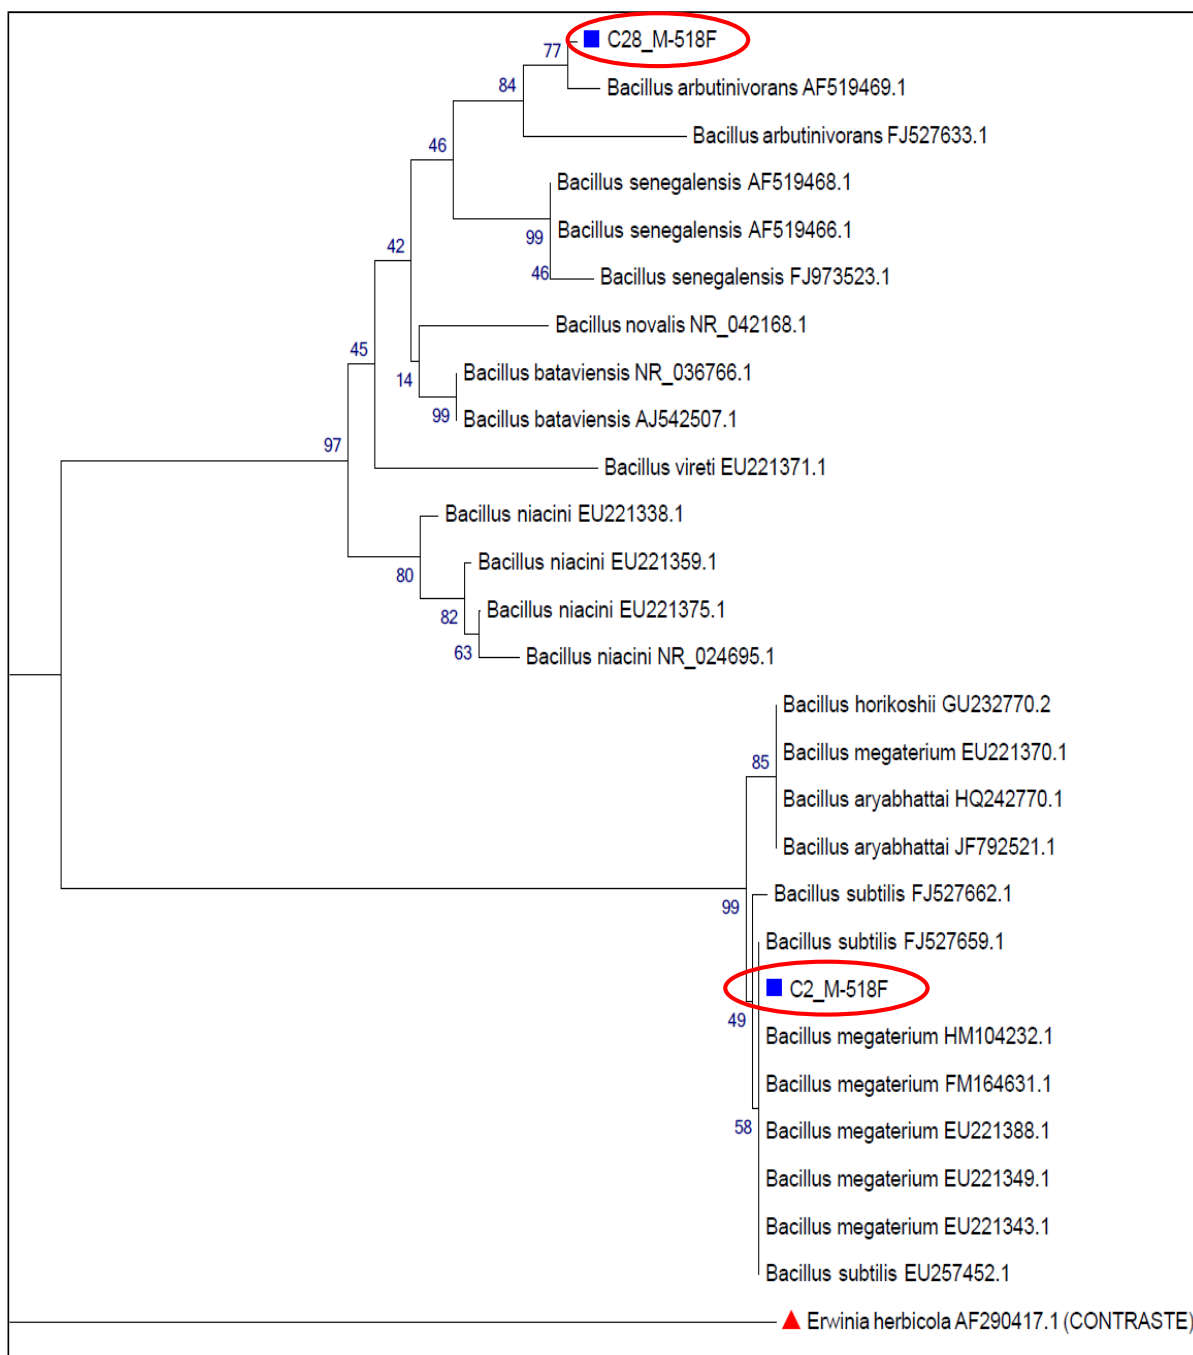 C28_M-518F
77
Bacillus arbutinivorans AF519469.1
84
Bacillus arbutinivorans FJ527633.1
46
Bacillus senegalensis AF519468.1
Bacillus senegalensis AF519466.1
99
42
46
Bacillus senegalensis FJ973523.1
Bacillus novalis NR_042168.1
45
Bacillus bataviensis NR_036766.1
14
99
Bacillus bataviensis AJ542507.1
97
Bacillus vireti EU221371.1
Bacillus niacini EU221338.1
Bacillus niacini EU221359.1
80
Bacillus niacini EU221375.1
82
63
Bacillus niacini NR_024695.1
Bacillus horikoshii GU232770.2
Bacillus megaterium EU221370.1
85
Bacillus aryabhattai HQ242770.1
Bacillus aryabhattai JF792521.1
Bacillus subtilis FJ527662.1
99
Bacillus subtilis FJ527659.1
C2_M-518F
49
Bacillus megaterium HM104232.1
Bacillus megaterium FM164631.1
58
Bacillus megaterium EU221388.1
Bacillus megaterium EU221349.1
Bacillus megaterium EU221343.1
Bacillus subtilis EU257452.1
Erwinia herbicola AF290417.1 (CONTRASTE)